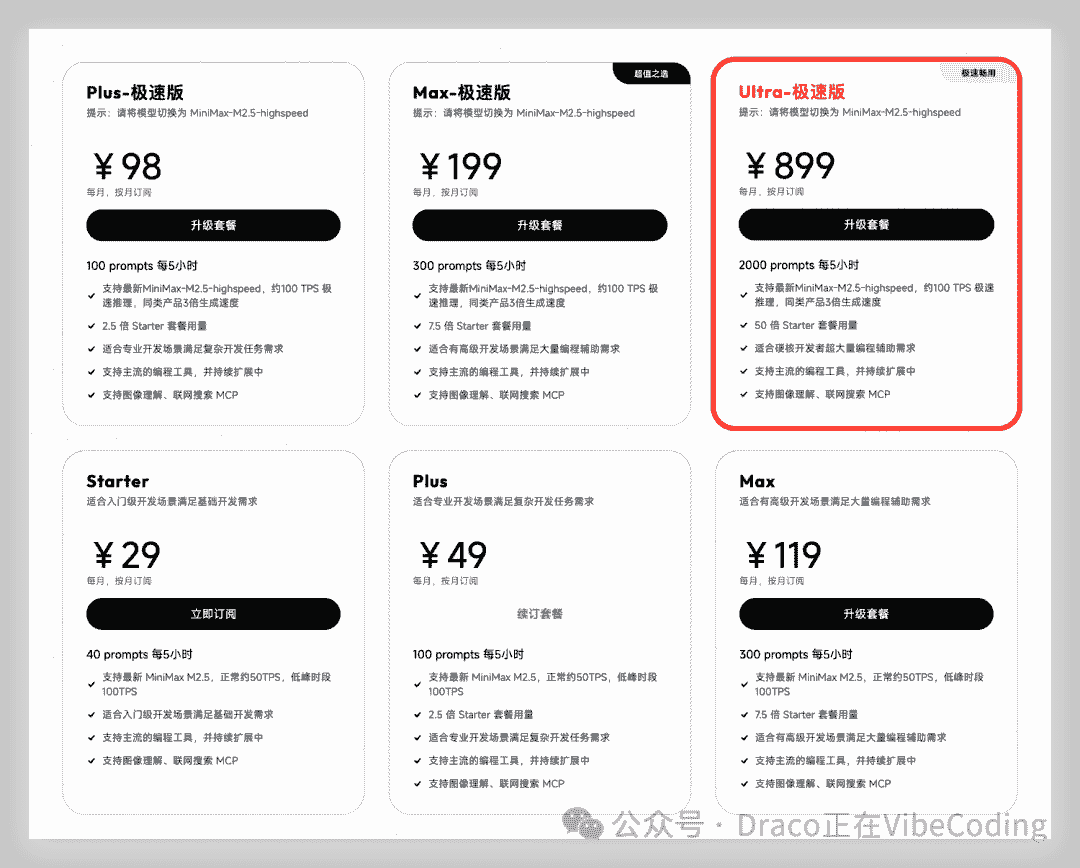 Plus-极速版
提示：请将模型切换为 MiniMax-M2.5-highspeed
￥98
每月，按月订阅
升级套餐
100 prompts 每5小时
支持最新MiniMax-M2.5-highspeed，约100 TPS 极
速推理，同类产品3倍生成速度
2.5 倍 Starter 套餐用量
适合专业开发场景满足复杂开发任务需求
支持主流的编程工具，并持续扩展中
支持图像理解、联网搜索 MCP
超值之选
Max-极速版
提示：请将模型切换为 MiniMax-M2.5-highspeed
￥199
每月，按月订阅
升级套餐
300 prompts 每5小时
支持最新MiniMax-M2.5-highspeed，约100 TPS 极
速推理，同类产品3倍生成速度
7.5 倍 Starter 套餐用量
适合有高级开发场景满足大量编程辅助需求
支持主流的编程工具，并持续扩展中
支持图像理解、联网搜索 MCP
极速畅用
Ultra-极速版
提示：请将模型切换为 MiniMax-M2.5-highspeed
￥899
每月，按月订阅
升级套餐
2000 prompts 每5小时
支持最新MiniMax-M2.5-highspeed，约100 TPS 极速
推理，同类产品3倍生成速度
50 倍 Starter 套餐用量
适合硬核开发者超大量编程辅助需求
支持主流的编程工具，并持续扩展中
支持图像理解、联网搜索 MCP
Starter
适合入门级开发场景满足基础开发需求
￥29
每月，按月订阅
立即订阅
40 prompts 每5小时
支持最新 MiniMax M2.5，正常约50TPS，低峰时段
100TPS
适合入门级开发场景满足基础开发需求
支持主流的编程工具，并持续扩展中
支持图像理解、联网搜索 MCP
Plus
适合专业开发场景满足复杂开发任务需求
￥49
每月，按月订阅
续订套餐
100 prompts 每5小时
支持最新 MiniMax M2.5，正常约50TPS，低峰时段
100TPS
2.5 倍 Starter 套餐用量
适合专业开发场景满足复杂开发任务需求
支持主流的编程工具，并持续扩展中
支持图像理解、联网搜索 MCP
Max
适合有高级开发场景满足大量编程辅助需求
￥119
每月，按月订阅
升级套餐
300 prompts 每5小时
支持最新 MiniMax M2.5，正常约50TPS，低峰时段
100TPS
7.5 倍 Starter 套餐用量
适合有高级开发场景满足大量编程辅助需求
支持主流的编程工具，并持续扩展中
支持图像理解、联网搜索 MCP
公众号 · Draco正在VibeCoding